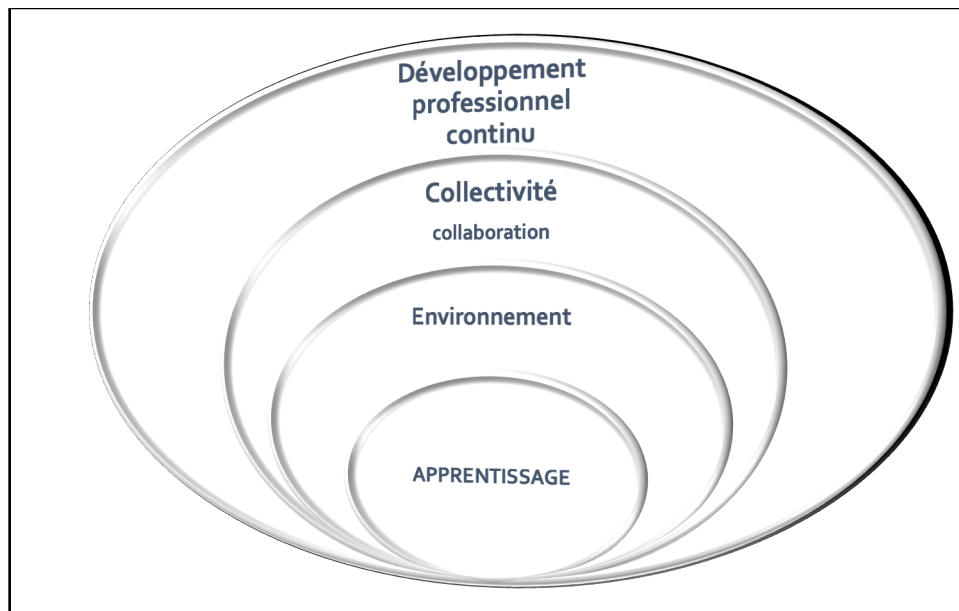 Développement
professionnel
continu
Collectivité
collaboration
Environnement
APPRENTISSAGE